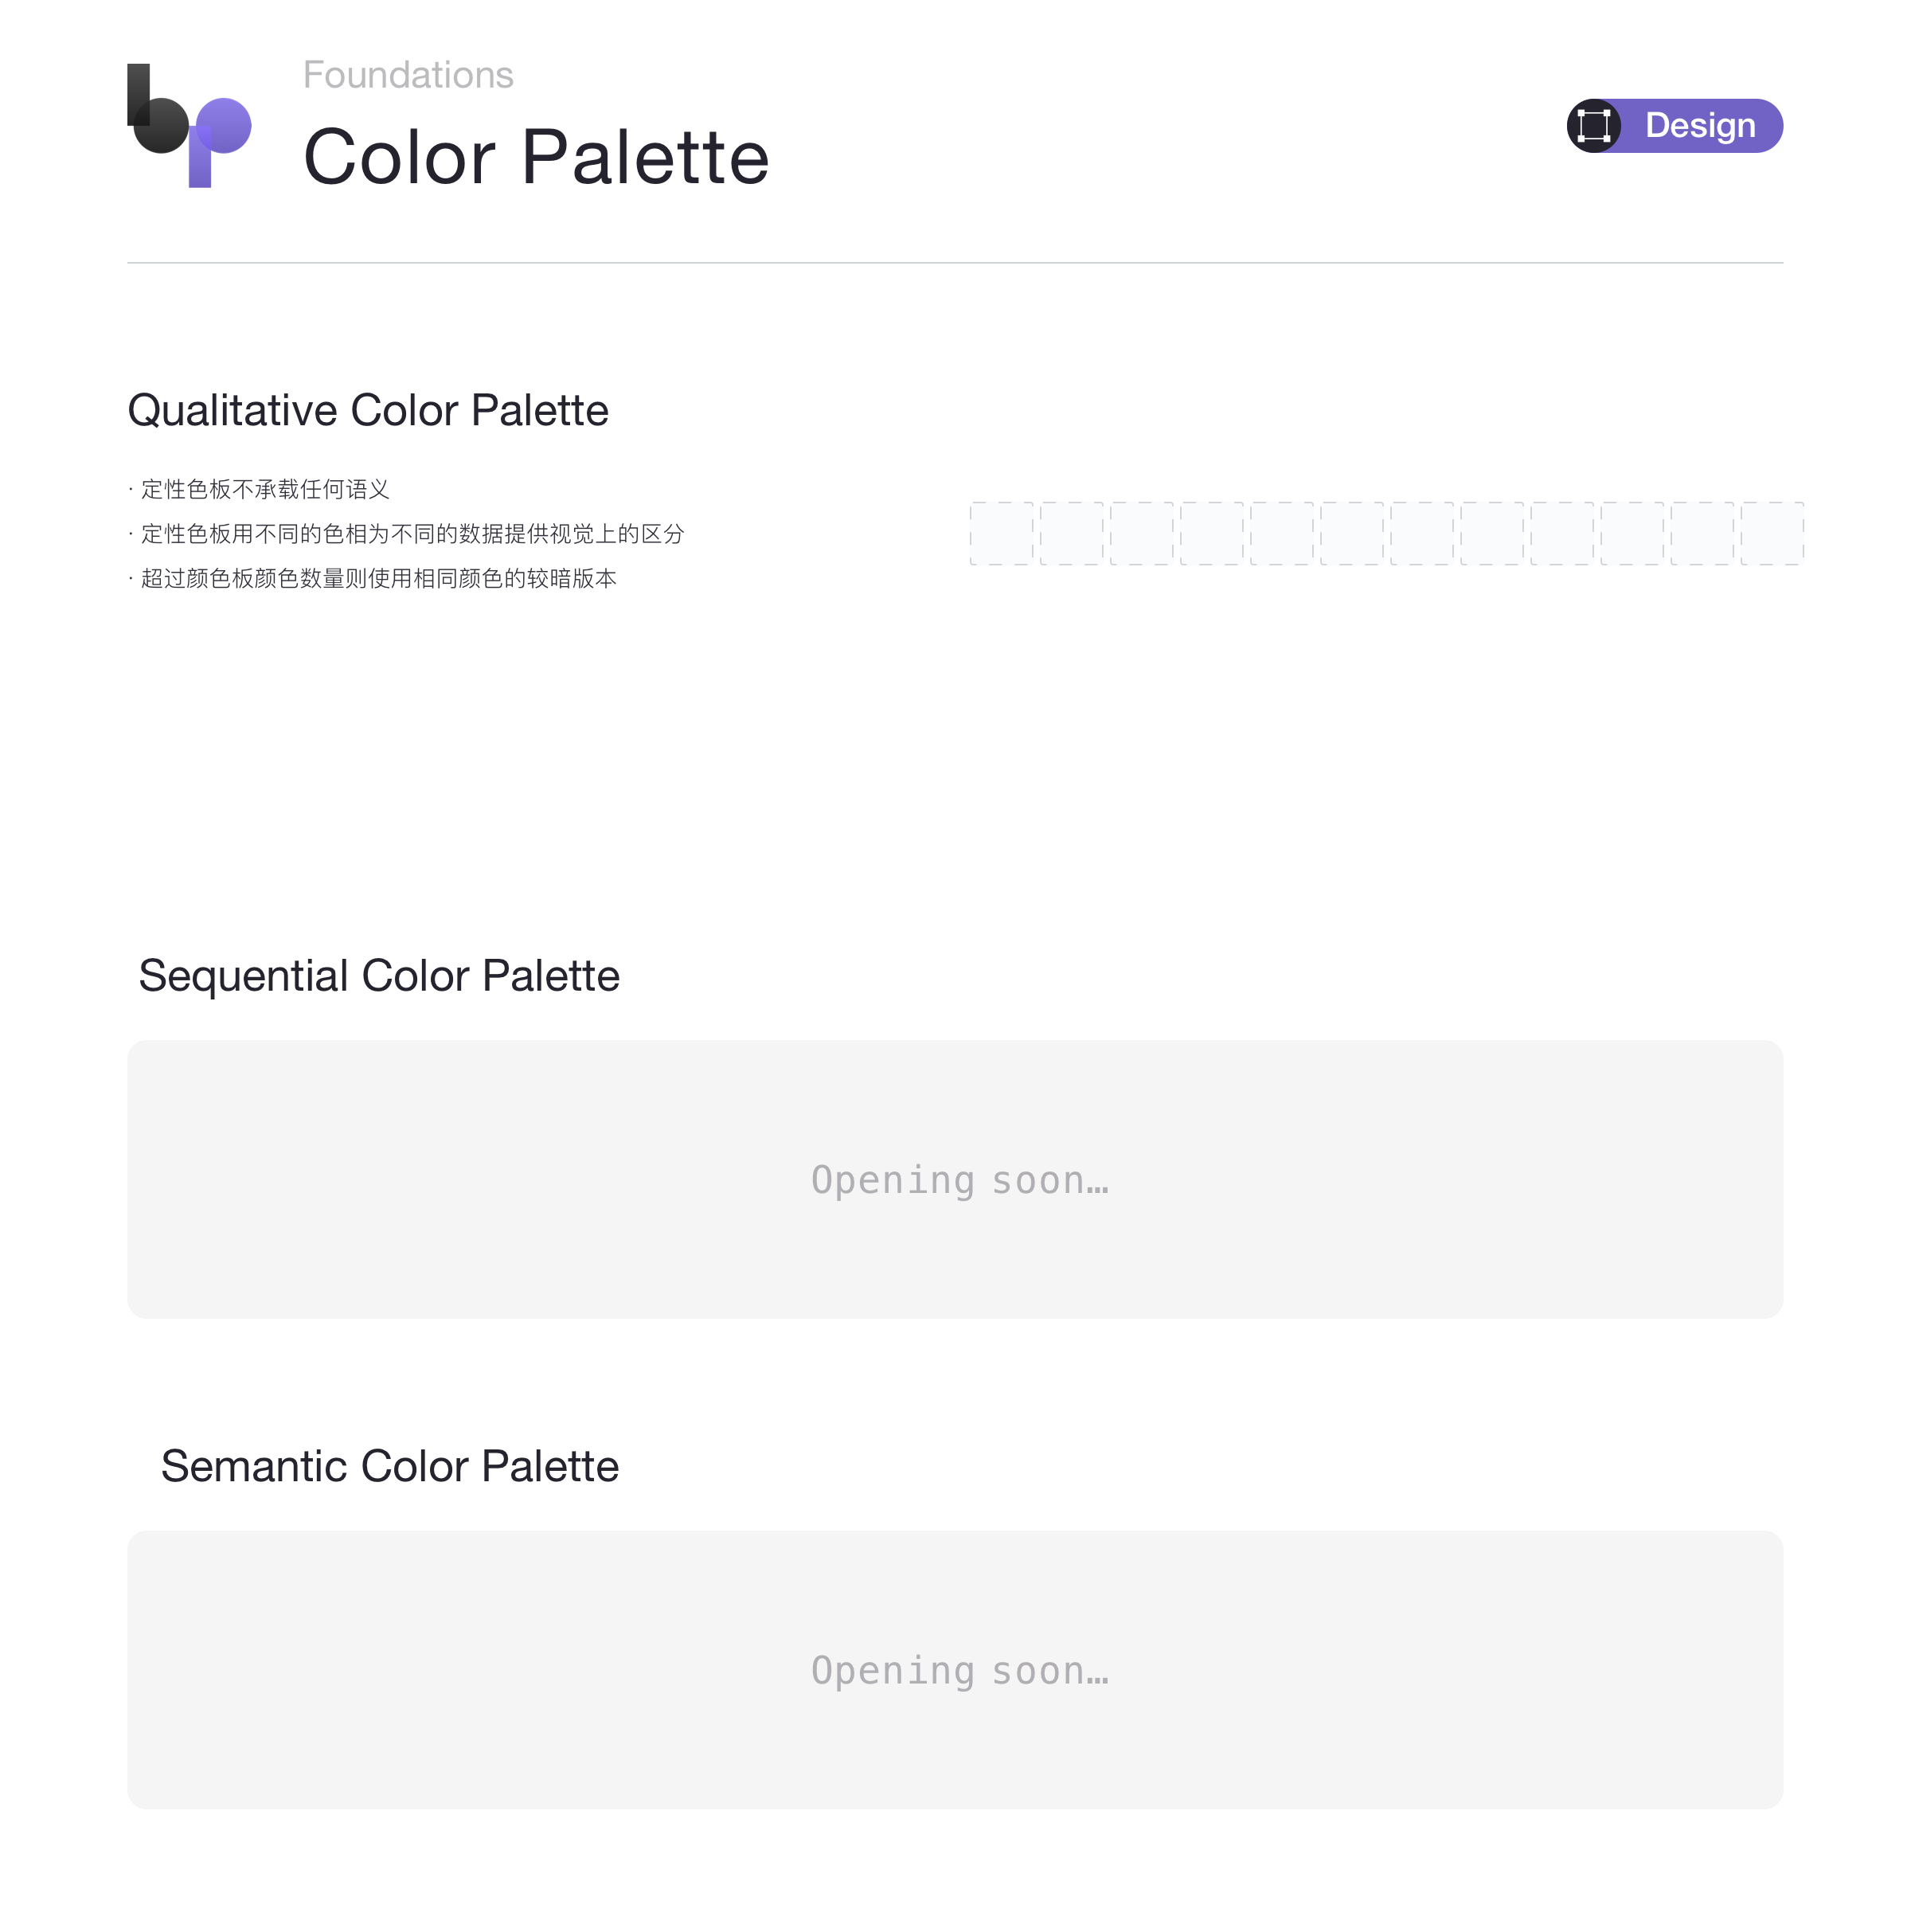 bp
Foundations
Color Palette
Design
Qualitative Color Palette
· 定性色板不承载任何语义
· 定性色板用不同的色相为不同的数据提供视觉上的区分
· 超过颜色板颜色数量则使用相同颜色的较暗版本
Sequential Color Palette
Opening soon…
Semantic Color Palette
Opening soon…